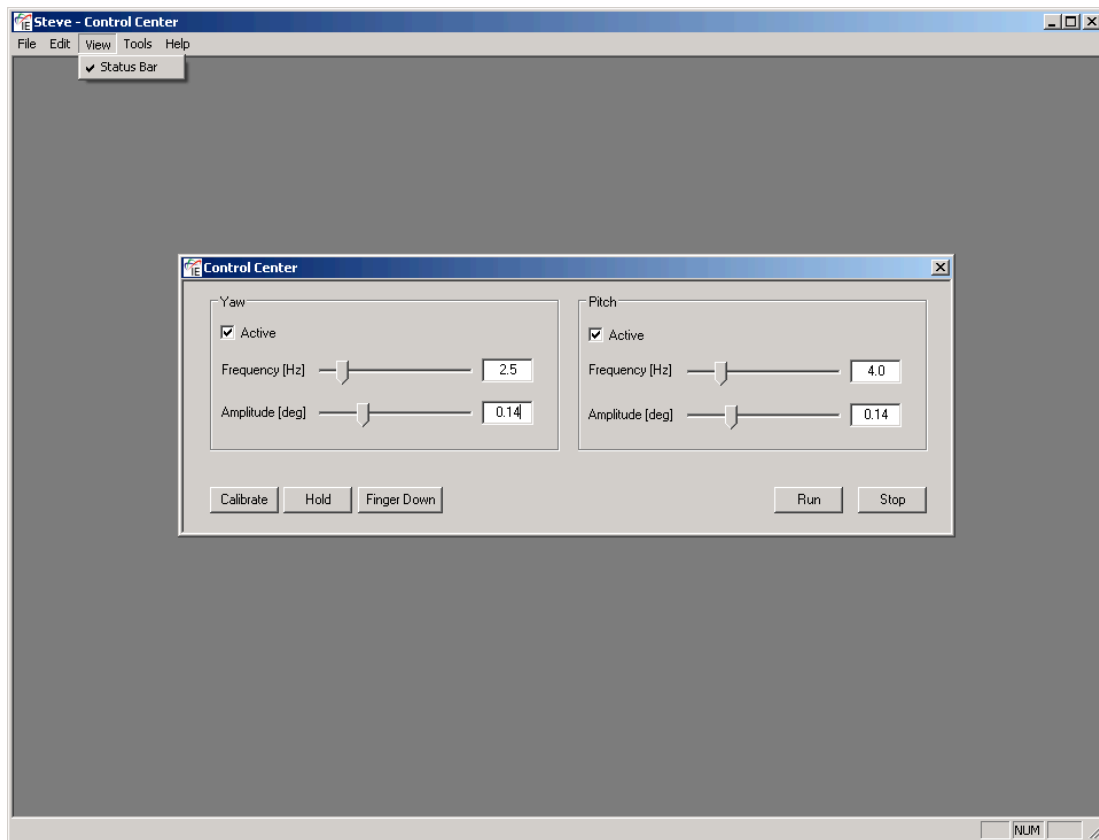 IE Steve - Control Center
File Edit View Tools Help
Status Bar
IE Control Center
Yaw
Active
Frequency [Hz] 2.5
Amplitude [deg] 0.14
Pitch
Active
Frequency [Hz] 4.0
Amplitude [deg] 0.14
Calibrate Hold Finger Down Run Stop
NUM